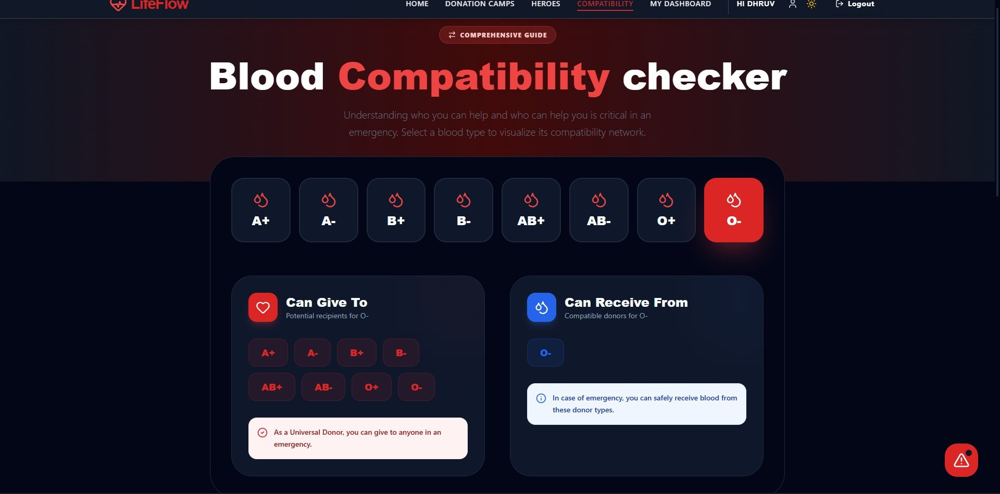 LifeFlow
HOME DONATION CAMPS HEROES COMPATIBILITY MY DASHBOARD HI DHRUV Logout
COMPREHENSIVE GUIDE
Blood Compatibility checker
Understanding who you can help and who can help you is critical in an
emergency. Select a blood type to visualize its compatibility network.
A+ A- B+ B- AB+ AB- O+ O-
Can Give To
Potential recipients for O-
A+ A- B+ B-
AB+ AB- O+ O-
As a Universal Donor, you can give to anyone in an
emergency.
Can Receive From
Compatible donors for O-
O-
In case of emergency, you can safely receive blood from
these donor types.